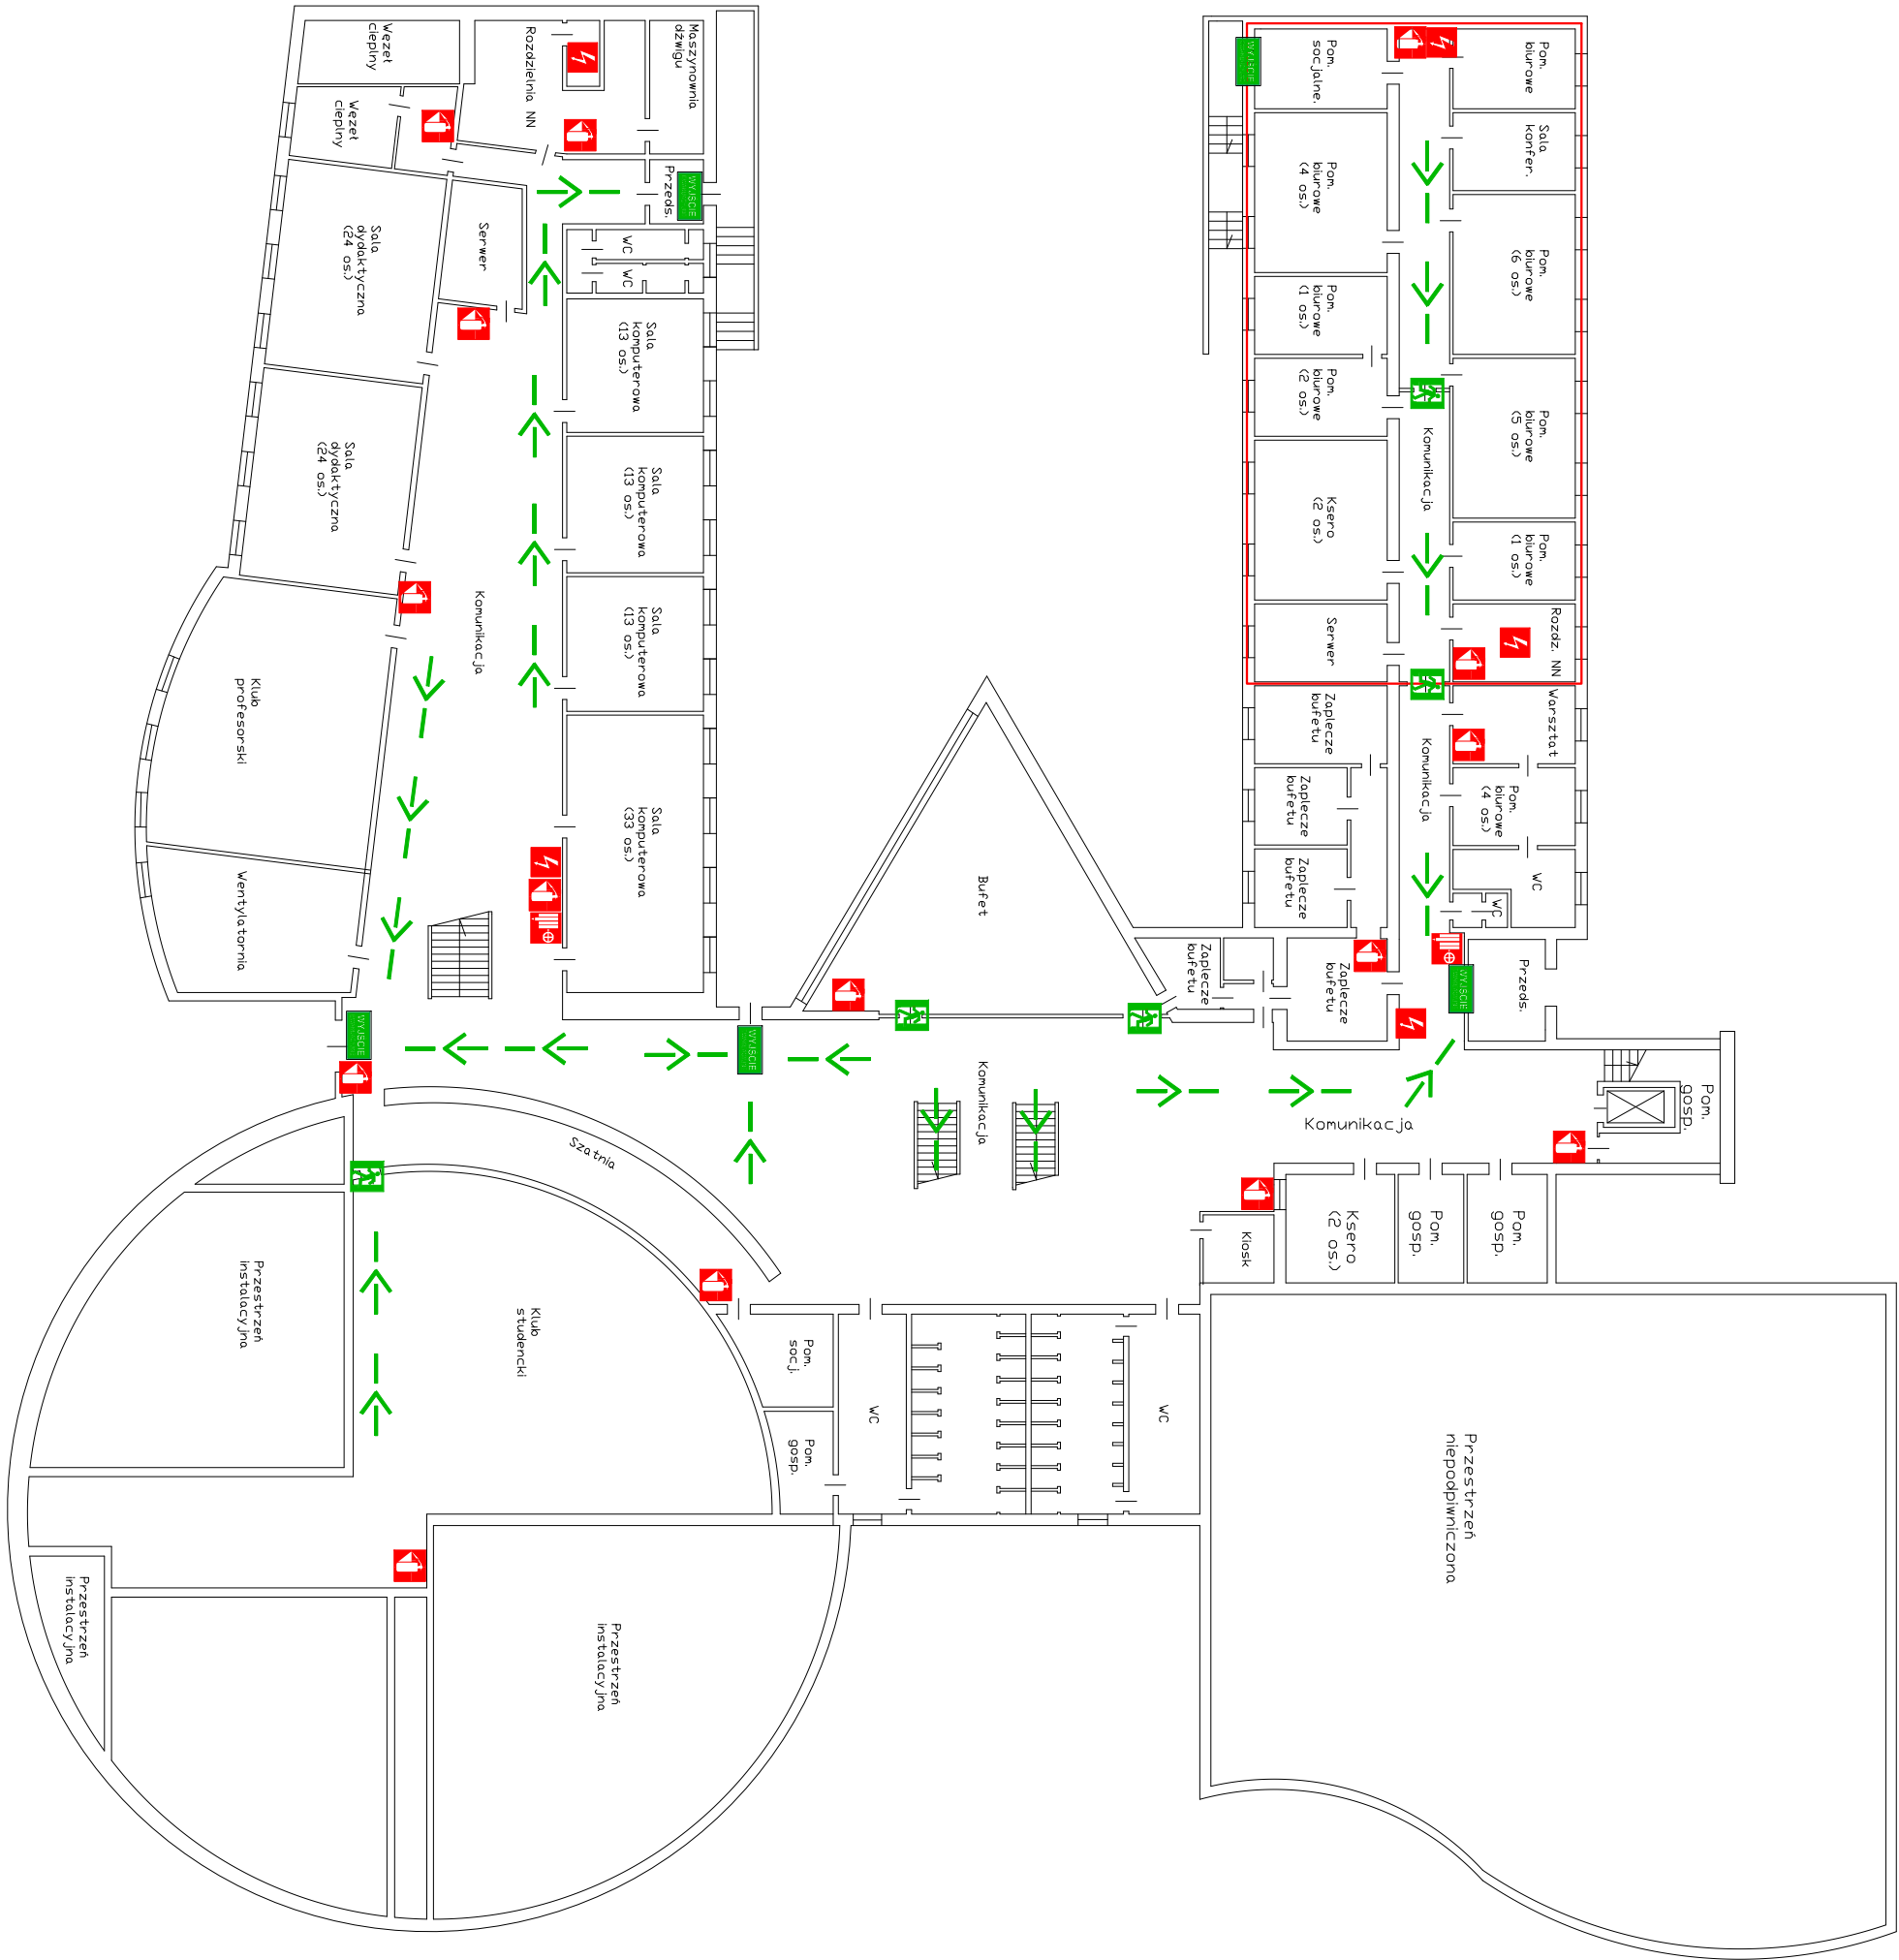 Węzeł
cieplny
Węzeł
cieplny
Rozdzielnia NN
Maszynownia
dźwigu
Przeds.
WYJŚCIE
Serwer
WC
WC
Sala
dydaktyczna
(24 os.)
Sala
dydaktyczna
(24 os.)
Sala
komputerowa
(13 os.)
Sala
komputerowa
(13 os.)
Sala
komputerowa
(13 os.)
Sala
komputerowa
(33 os.)
Komunikacja
Klub
profesorski
Wentylatornia
WYJŚCIE
WYJŚCIE
Bufet
Komunikacja
Szatnia
WYJŚCIE
Pom.
socjalne.
Pom.
biurowe
Sala
konfer.
Pom.
biurowe
(4 os.)
Pom.
biurowe
(6 os.)
Pom.
biurowe
(1 os.)
Pom.
biurowe
(2 os.)
Pom.
biurowe
(5 os.)
Komunikacja
Ksero
(2 os.)
Pom.
biurowe
(1 os.)
Serwer
Rozdz. NN
Zaplecze
bufetu
Komunikacja
Warsztat
Zaplecze
bufetu
Pom.
biurowe
(4 os.)
Zaplecze
bufetu
WC
WC
Zaplecze
bufetu
Zaplecze
bufetu
WYJŚCIE
Przeds.
Komunikacja
Pom.
gosp.
Kiosk
Ksero
(2 os.)
Pom.
gosp.
Pom.
gosp.
Przestrzeń
instalacyjna
Klub
studencki
Pom.
socj.
Pom.
gosp.
WC
WC
Przestrzeń
niepodpiwniczona
Przestrzeń
instalacyjna
Przestrzeń
instalacyjna